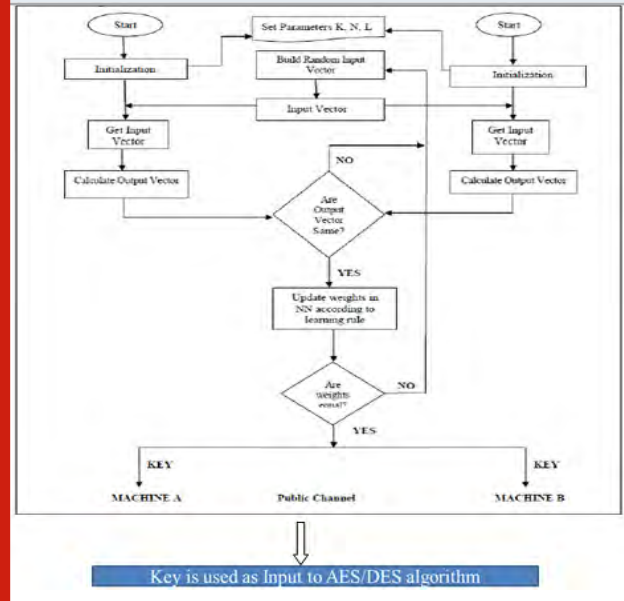 Start
Set Parameters K, N, L
Start
Initialization
Build Random Input
Vector
Initialization
Input Vector
Get Input
Vector
Get Input
Vector
Calculate Output Vector
NO
Calculate Output Vector
Are
Output
Vector
Same?
YES
Update weights in
NN according to
learning rule
Are
weights
equal?
NO
YES
KEY
KEY
MACHINE A
Public Channel
MACHINE B
Key is used as Input to AES/DES algorithm